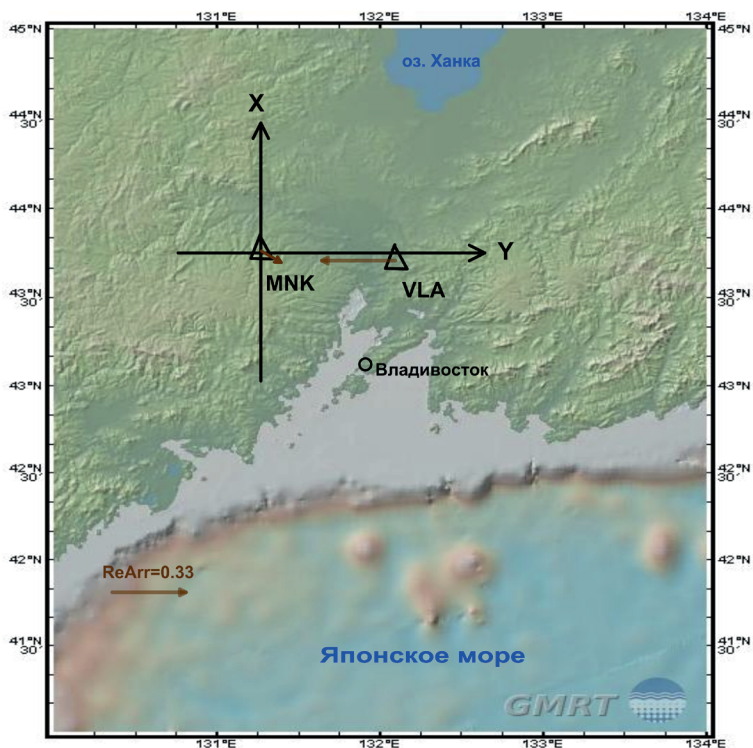 131°E 132°E 133°E 134°E
45°N 45°N
оз. Ханка
44°N 30' 44°N 30'
X
44°N 44°N
Y
MNK VLA
43°N 30' 43°N 30'
Владивосток
43°N 43°N
42°N 30' 42°N 30'
42°N 42°N
ReArr=0.33
41°N 30' 41°N 30'
Японское море
GMRT
131°E 132°E 133°E 134°E